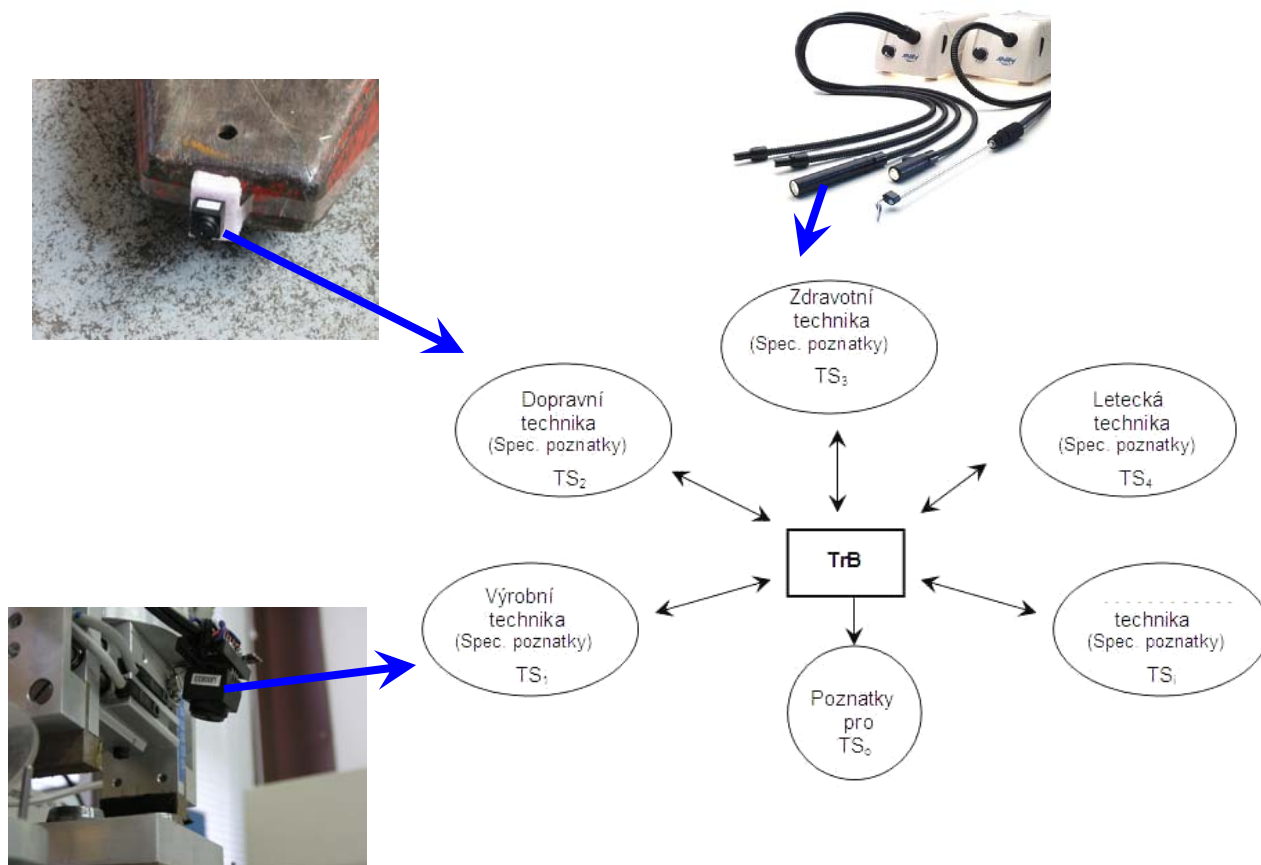 Zdravotní
technika
(Spec. poznatky)
TS₃
Dopravní
technika
(Spec. poznatky)
TS₂
Letecká
technika
(Spec. poznatky)
TS₄
TrB
Výrobní
technika
(Spec. poznatky)
TS₁
- - - - - - - - - - - - - -
technika
(Spec. poznatky)
TSᵢ
Poznatky
pro
TSₒ